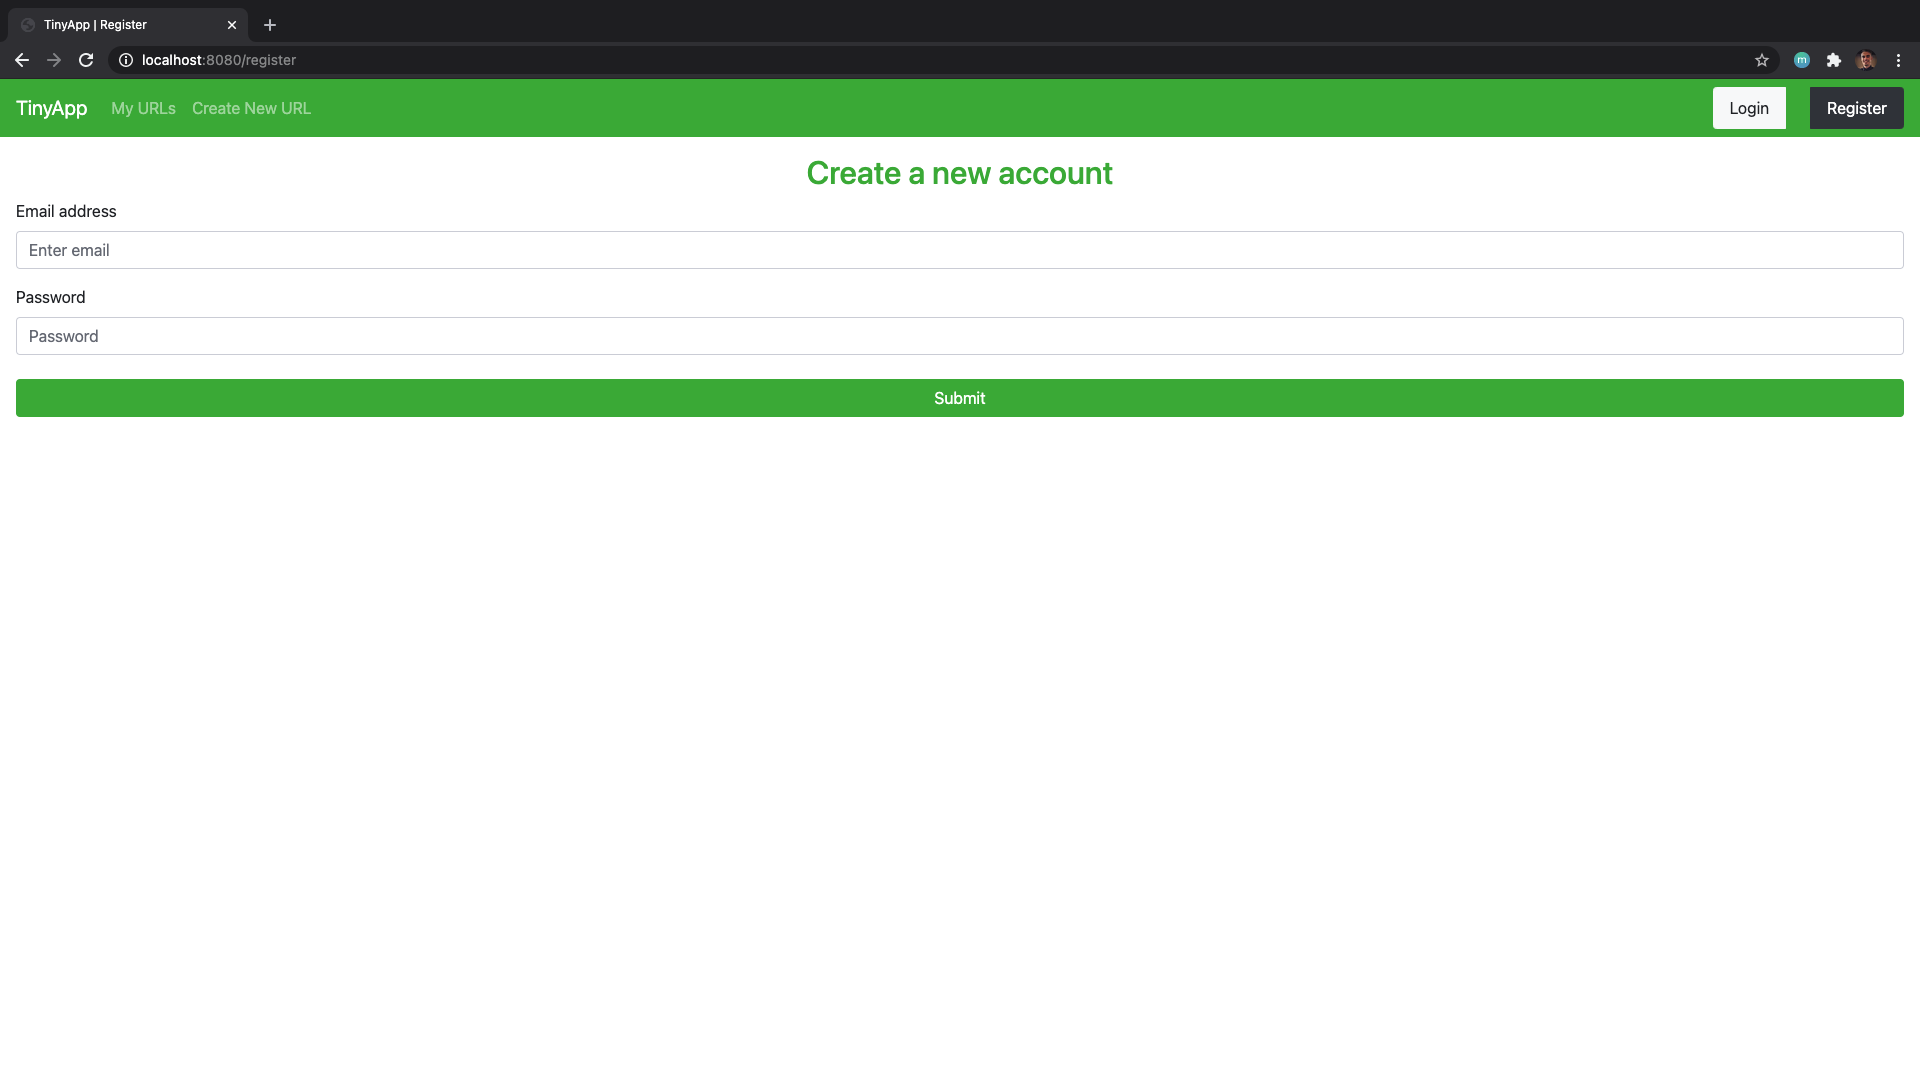 TinyApp | Register
localhost:8080/register
m
TinyApp My URLs Create New URL Login Register
Create a new account
Email address
Enter email
Password
Password
Submit